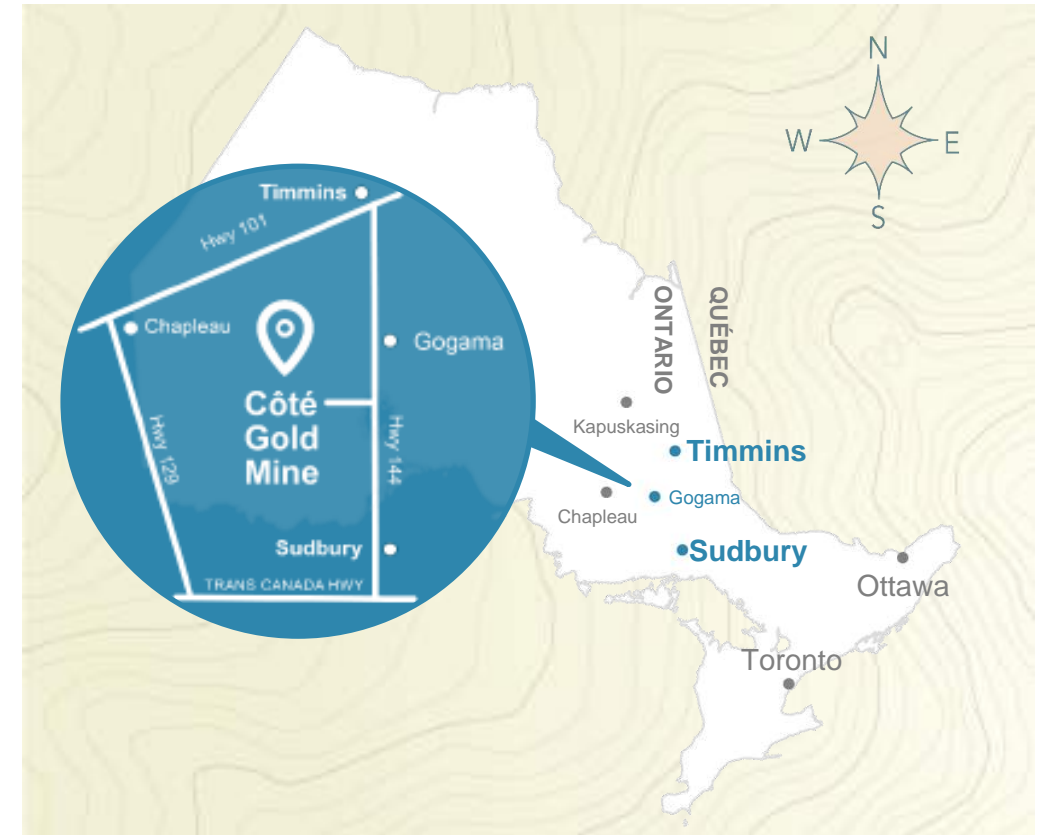 N
W
E
S
Timmins
Hwy 101
Chapleau
Gogama
Côté
Gold
Mine
Hwy 129
Hwy 144
Sudbury
TRANS CANADA HWY
ONTARIO
QUÉBEC
Kapuskasing
Timmins
Gogama
Chapleau
Sudbury
Ottawa
Toronto